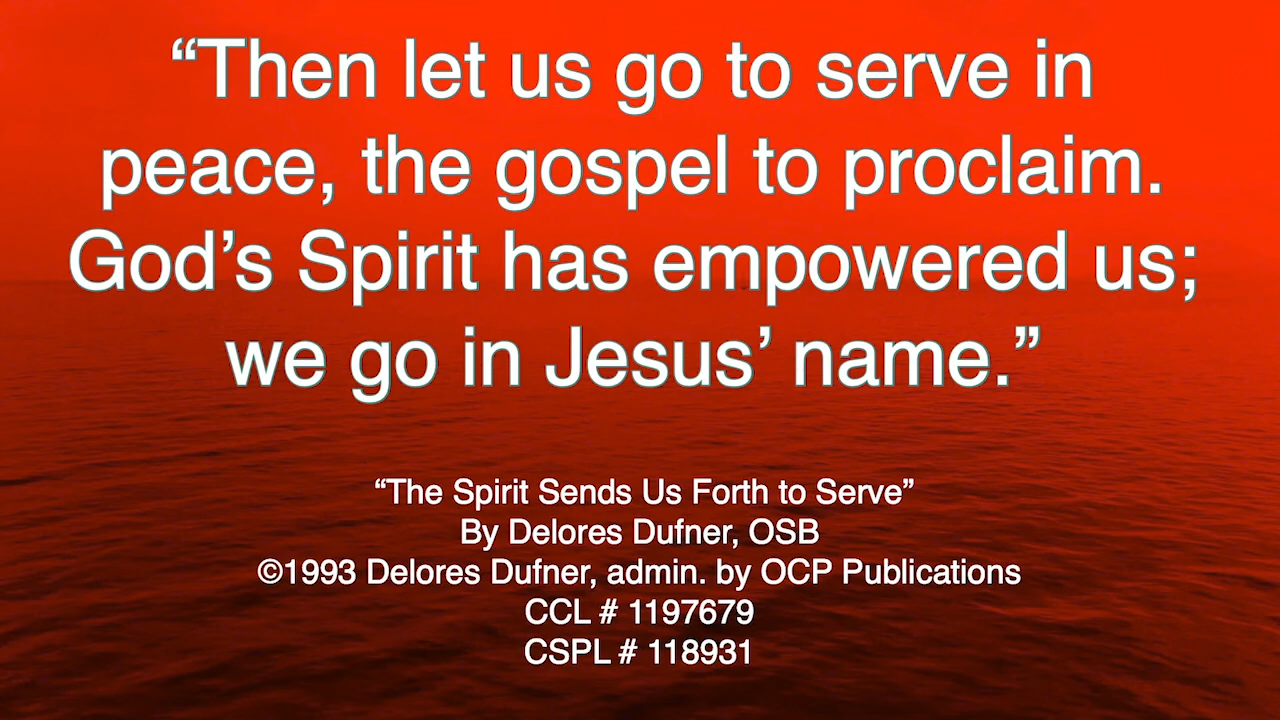 “Then let us go to serve in
peace, the gospel to proclaim.
God’s Spirit has empowered us;
we go in Jesus’ name.”
“The Spirit Sends Us Forth to Serve”
By Delores Dufner, OSB
©1993 Delores Dufner, admin. by OCP Publications
CCL # 1197679
CSPL # 118931